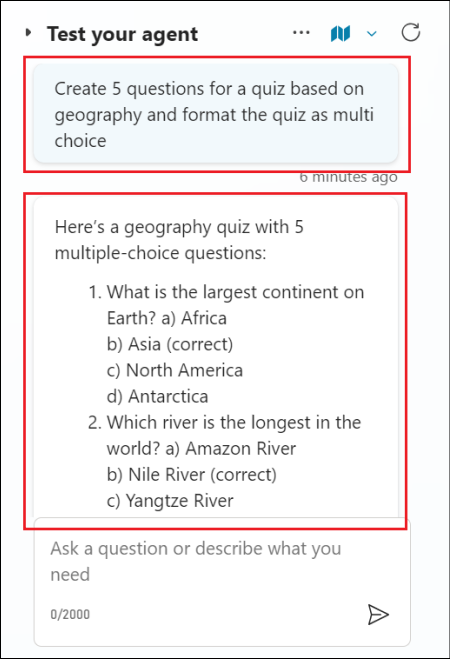 Test your agent
Create 5 questions for a quiz based on
geography and format the quiz as multi
choice
6 minutes ago
Here's a geography quiz with 5
multiple-choice questions:
1. What is the largest continent on
Earth? a) Africa
b) Asia (correct)
c) North America
d) Antarctica
2. Which river is the longest in the
world? a) Amazon River
b) Nile River (correct)
c) Yangtze River
Ask a question or describe what you
need
0/2000